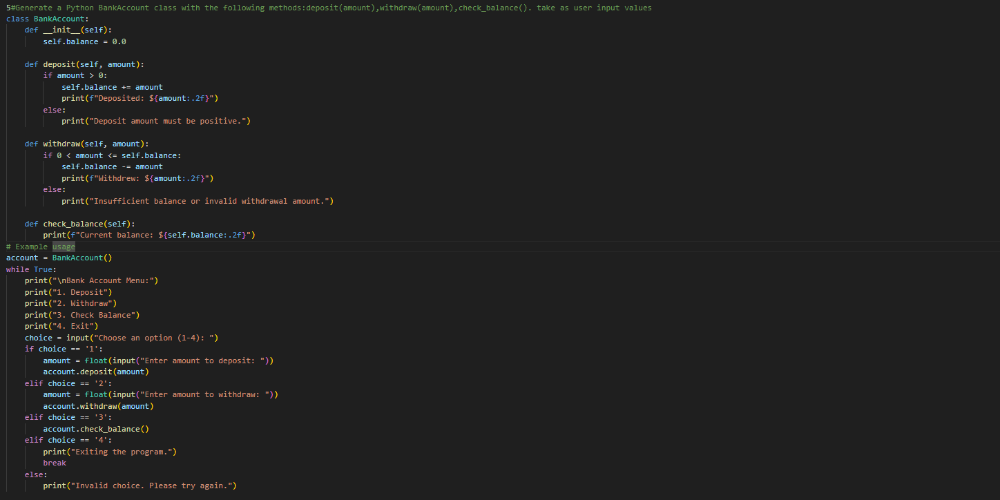 5#Generate a Python BankAccount class with the following methods:deposit(amount),withdraw(amount),check_balance(). take as user input values
class BankAccount:
    def __init__(self):
        self.balance = 0.0

    def deposit(self, amount):
        if amount > 0:
            self.balance += amount
            print(f"Deposited: ${amount:.2f}")
        else:
            print("Deposit amount must be positive.")

    def withdraw(self, amount):
        if 0 < amount <= self.balance:
            self.balance -= amount
            print(f"Withdrew: ${amount:.2f}")
        else:
            print("Insufficient balance or invalid withdrawal amount.")

    def check_balance(self):
        print(f"Current balance: ${self.balance:.2f}")
# Example usage
account = BankAccount()
while True:
    print("\nBank Account Menu:")
    print("1. Deposit")
    print("2. Withdraw")
    print("3. Check Balance")
    print("4. Exit")
    choice = input("Choose an option (1-4): ")
    if choice == '1':
        amount = float(input("Enter amount to deposit: "))
        account.deposit(amount)
    elif choice == '2':
        amount = float(input("Enter amount to withdraw: "))
        account.withdraw(amount)
    elif choice == '3':
        account.check_balance()
    elif choice == '4':
        print("Exiting the program.")
        break
    else:
        print("Invalid choice. Please try again.")